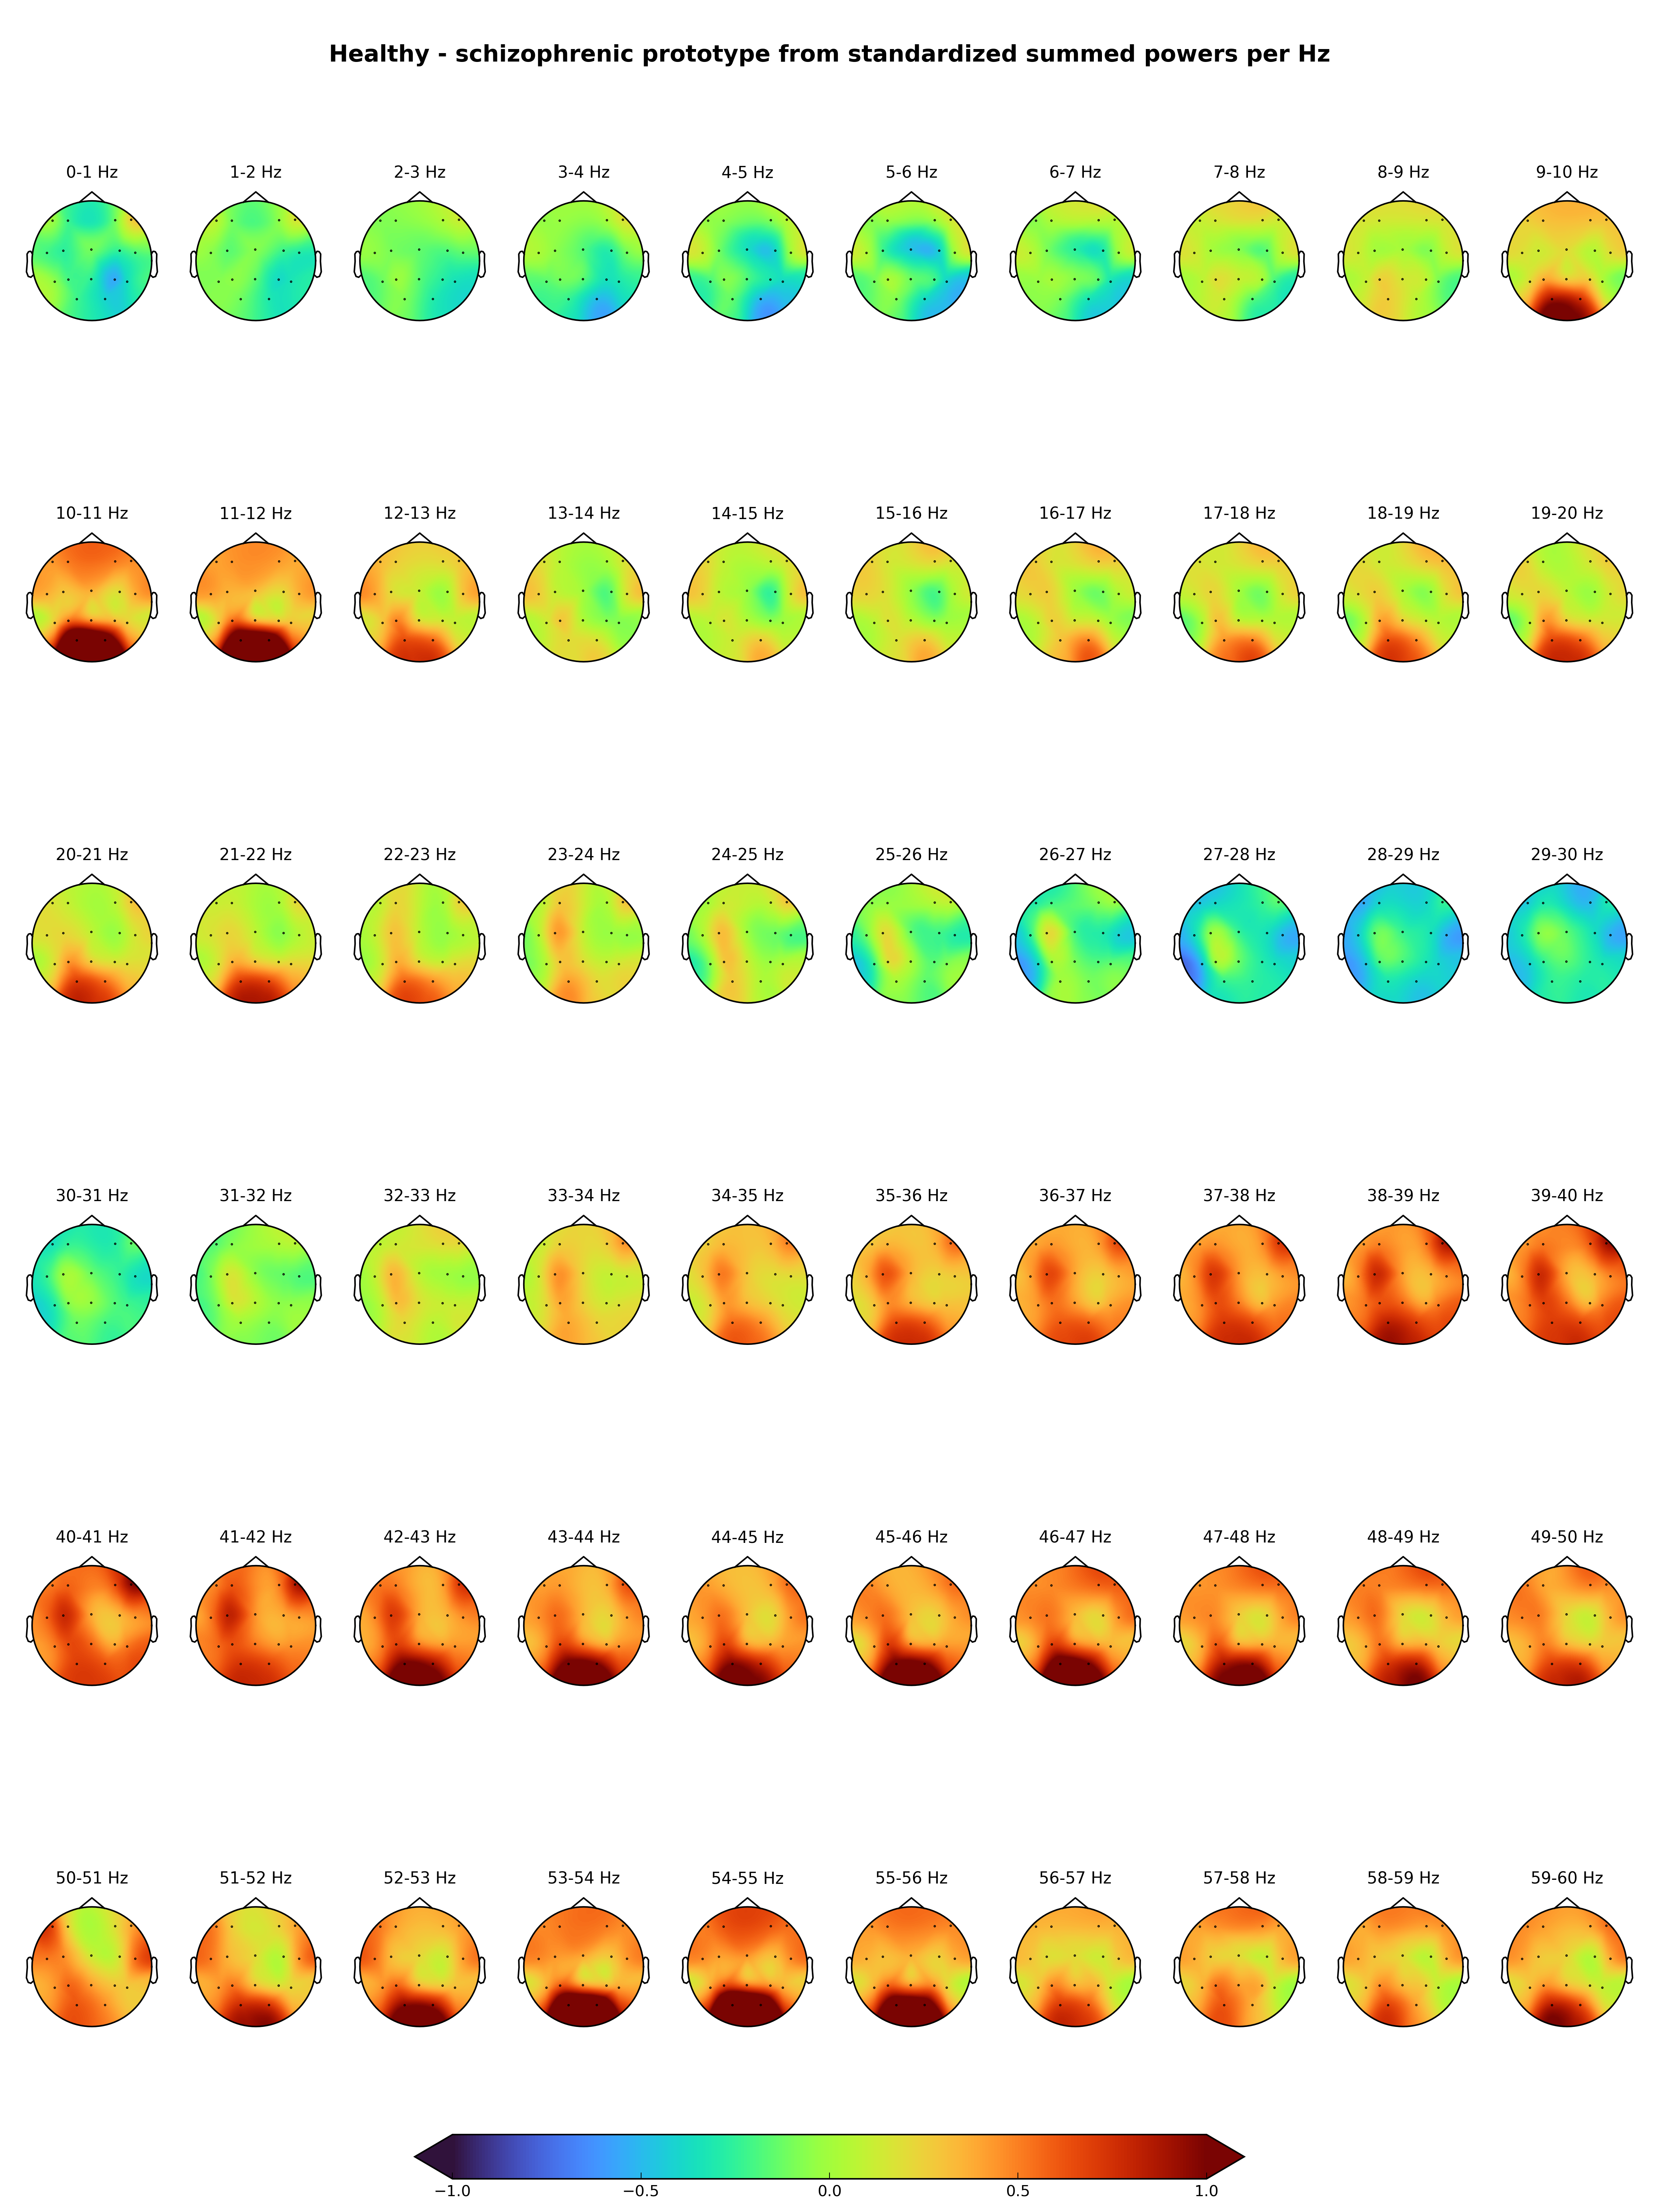 Healthy - schizophrenic prototype from standardized summed powers per Hz
0-1 Hz 1-2 Hz 2-3 Hz 3-4 Hz 4-5 Hz 5-6 Hz 6-7 Hz 7-8 Hz 8-9 Hz 9-10 Hz
10-11 Hz 11-12 Hz 12-13 Hz 13-14 Hz 14-15 Hz 15-16 Hz 16-17 Hz 17-18 Hz 18-19 Hz 19-20 Hz
20-21 Hz 21-22 Hz 22-23 Hz 23-24 Hz 24-25 Hz 25-26 Hz 26-27 Hz 27-28 Hz 28-29 Hz 29-30 Hz
30-31 Hz 31-32 Hz 32-33 Hz 33-34 Hz 34-35 Hz 35-36 Hz 36-37 Hz 37-38 Hz 38-39 Hz 39-40 Hz
40-41 Hz 41-42 Hz 42-43 Hz 43-44 Hz 44-45 Hz 45-46 Hz 46-47 Hz 47-48 Hz 48-49 Hz 49-50 Hz
50-51 Hz 51-52 Hz 52-53 Hz 53-54 Hz 54-55 Hz 55-56 Hz 56-57 Hz 57-58 Hz 58-59 Hz 59-60 Hz
−1.0 −0.5 0.0 0.5 1.0